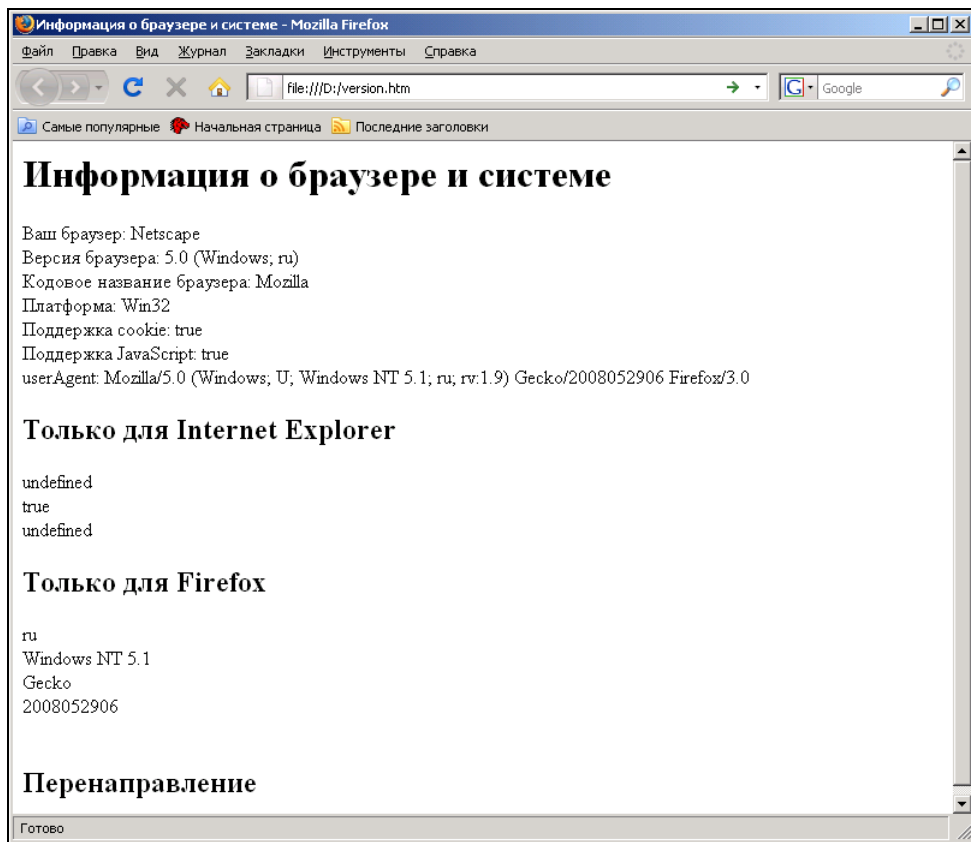 Информация о браузере и системе - Mozilla Firefox
Файл Правка Вид Журнал Закладки Инструменты Справка
file:///D:/version.htm G Google
Самые популярные Начальная страница Последние заголовки
Информация о браузере и системе
Ваш браузер: Netscape
Версия браузера: 5.0 (Windows; ru)
Кодовое название браузера: Mozilla
Платформа: Win32
Поддержка cookie: true
Поддержка JavaScript: true
userAgent: Mozilla/5.0 (Windows; U; Windows NT 5.1; ru; rv:1.9) Gecko/2008052906 Firefox/3.0
Только для Internet Explorer
undefined
true
undefined
Только для Firefox
ru
Windows NT 5.1
Gecko
2008052906
Перенаправление
Готово